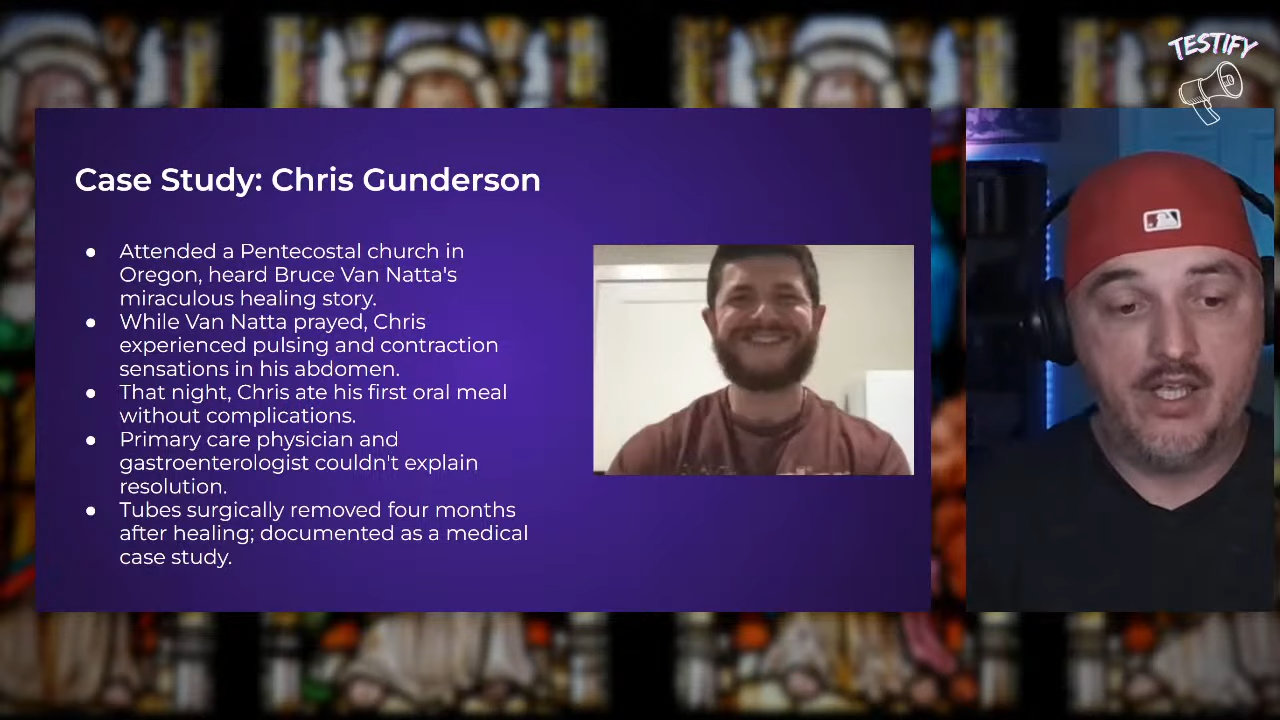 TESTIFY
Case Study: Chris Gunderson
● Attended a Pentecostal church in
Oregon, heard Bruce Van Natta's
miraculous healing story.
● While Van Natta prayed, Chris
experienced pulsing and contraction
sensations in his abdomen.
● That night, Chris ate his first oral meal
without complications.
● Primary care physician and
gastroenterologist couldn't explain
resolution.
● Tubes surgically removed four months
after healing; documented as a medical
case study.